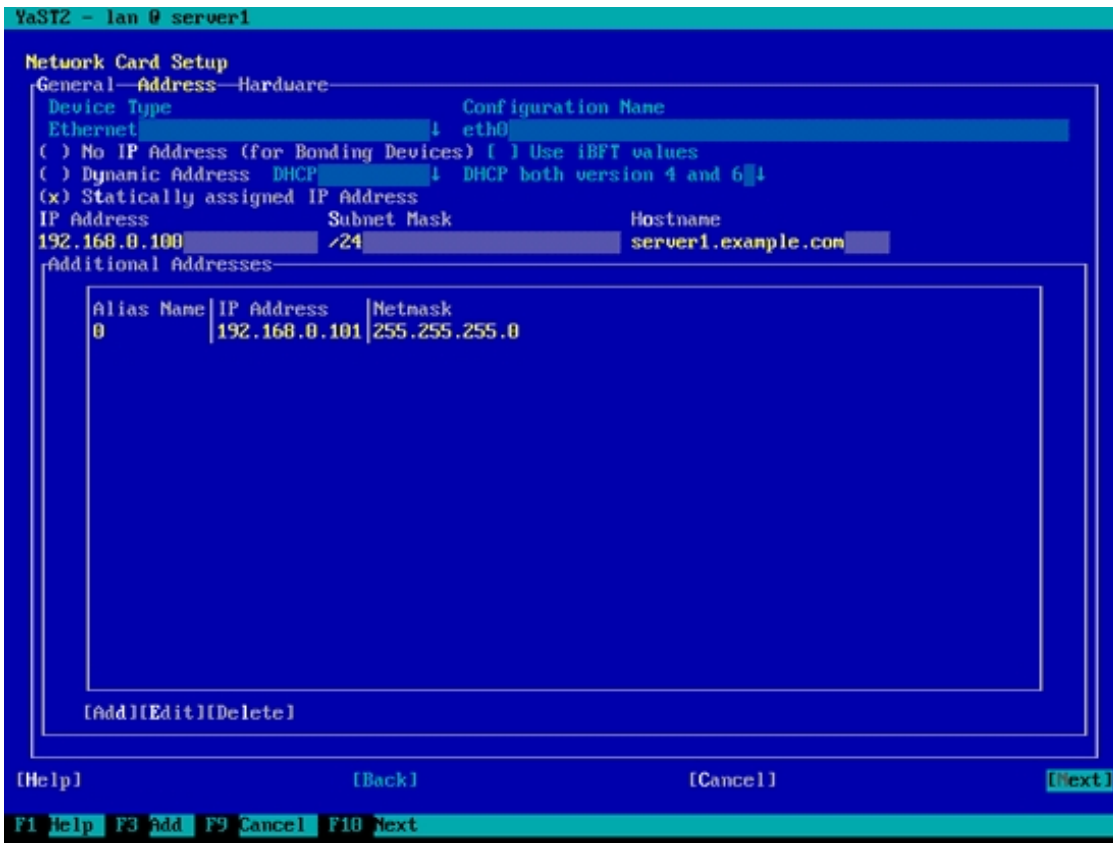 YaST2 - lan @ server1
Network Card Setup
General Address Hardware
Device Type Configuration Name
Ethernet ↓ eth0
( ) No IP Address (for Bonding Devices) [ ] Use iBFT values
( ) Dynamic Address DHCP ↓ DHCP both version 4 and 6 ↓
(x) Statically assigned IP Address
IP Address Subnet Mask Hostname
192.168.0.100 /24 server1.example.com
Additional Addresses
Alias Name IP Address Netmask
0 192.168.0.101 255.255.255.0
[Add][Edit][Delete]
[Help] [Back] [Cancel] [Next]
F1 Help F3 Add F9 Cancel F10 Next